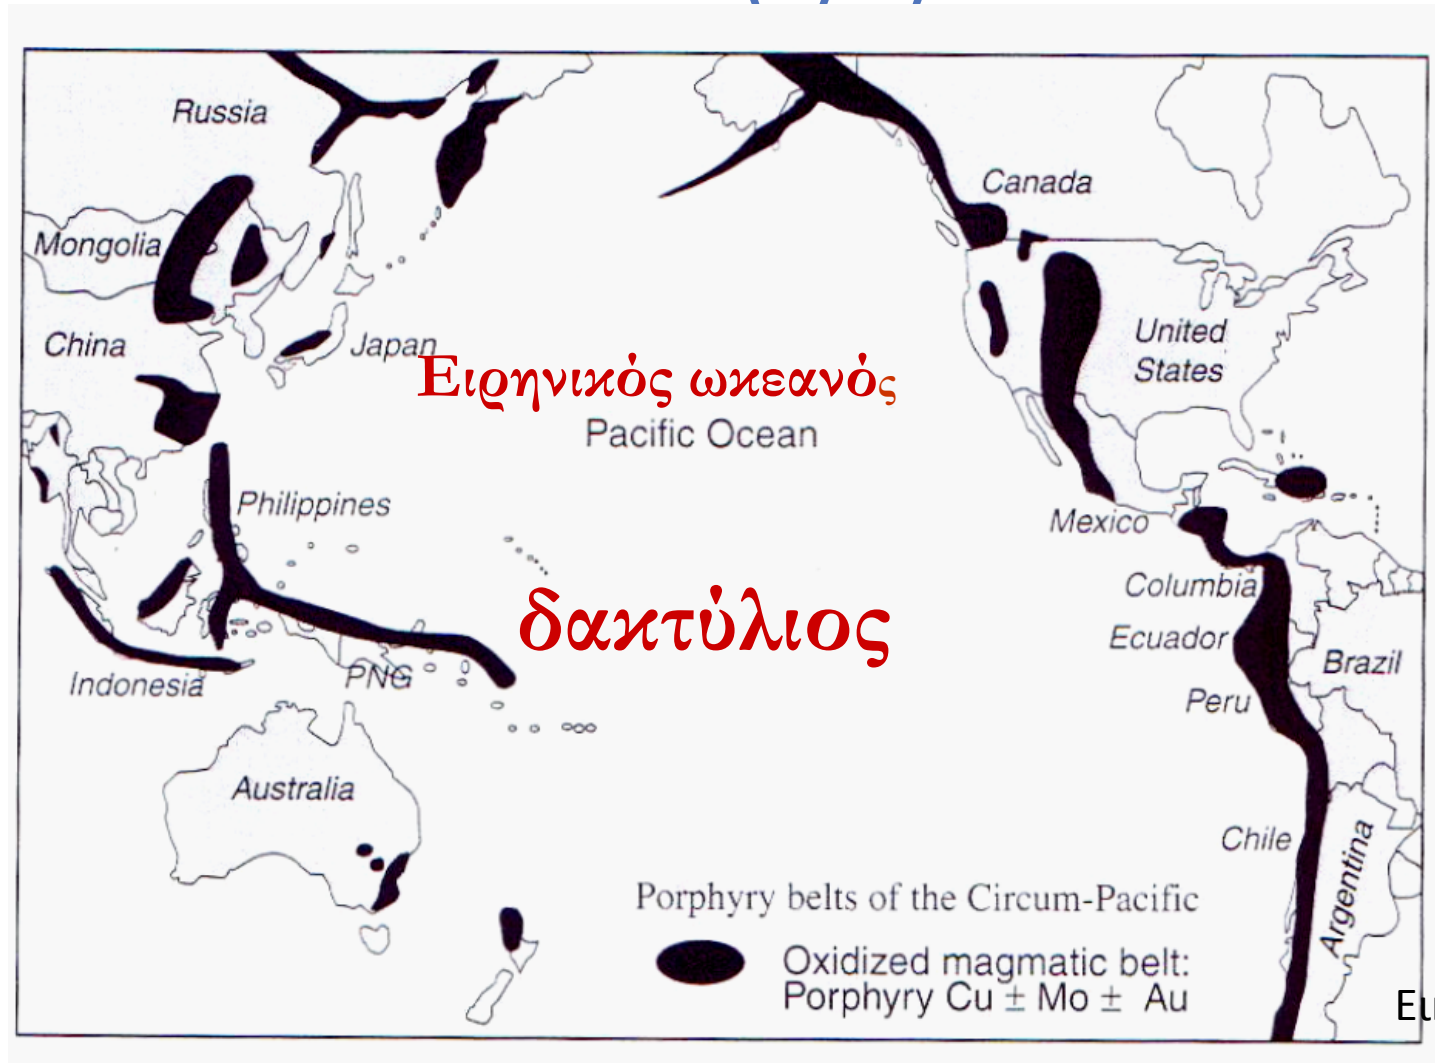 Russia
Canada
Mongolia
China
Japan
United
States
Ειρηνικός ωκεανός
Pacific Ocean
Philippines
Mexico
Columbia
δακτύλιος
Ecuador
Brazil
Indonesia
PNG
Peru
Australia
Chile
Argentina
Porphyry belts of the Circum-Pacific
Oxidized magmatic belt:
Porphyry Cu ± Mo ± Au